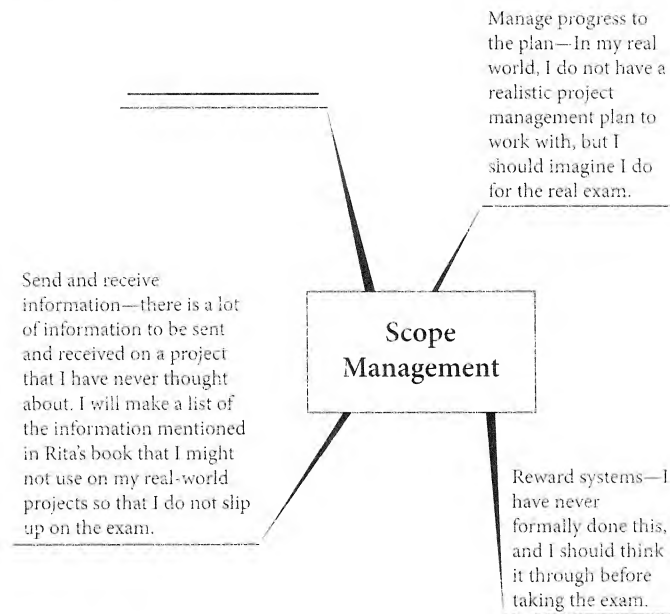 Manage progress to
the plan—In my real
world, I do not have a
realistic project
management plan to
work with, but I
should imagine I do
for the real exam.
Send and receive
information—there is a lot
of information to be sent
and received on a project
that I have never thought
about. I will make a list of
the information mentioned
in Rita's book that I might
not use on my real-world
projects so that I do not slip
up on the exam.
Scope
Management
Reward systems—I
have never
formally done this,
and I should think
it through before
taking the exam.